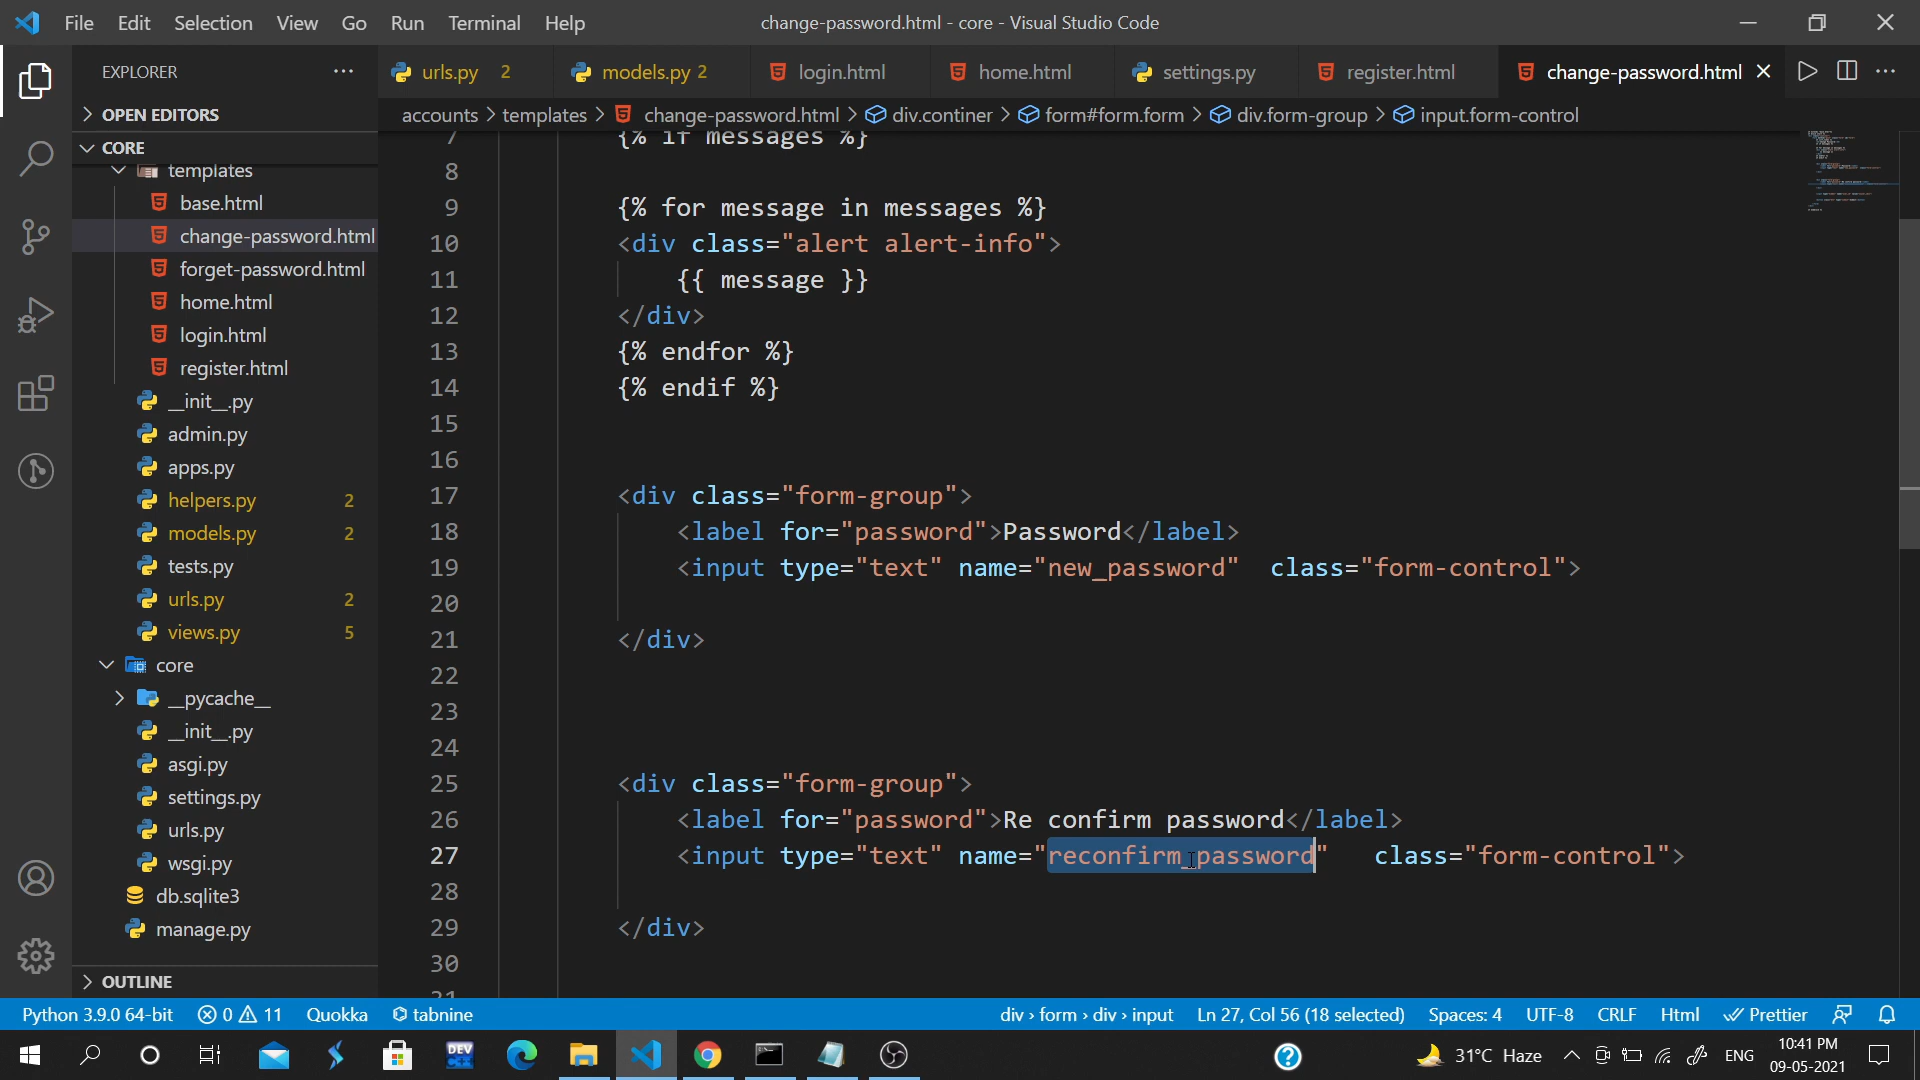 File Edit Selection View Go Run Terminal Help change-password.html - core - Visual Studio Code
EXPLORER
urls.py 2 models.py 2 login.html home.html settings.py register.html change-password.html
OPEN EDITORS
accounts > templates > change-password.html > div.continer > form#form.form > div.form-group > input.form-control
CORE
templates
base.html
change-password.html
forget-password.html
home.html
login.html
register.html
__init__.py
admin.py
apps.py
helpers.py 2
models.py 2
tests.py
urls.py 2
views.py 5
core
__pycache__
__init__.py
asgi.py
settings.py
urls.py
wsgi.py
db.sqlite3
manage.py
OUTLINE
7 {% if messages %}
8
9 {% for message in messages %}
10 <div class="alert alert-info">
11 {{ message }}
12 </div>
13 {% endfor %}
14 {% endif %}
15
16
17 <div class="form-group">
18 <label for="password">Password</label>
19 <input type="text" name="new_password"  class="form-control">
20
21 </div>
22
23
24
25 <div class="form-group">
26 <label for="password">Re confirm password</label>
27 <input type="text" name="reconfirm_password"   class="form-control">
28
29 </div>
30
31
Python 3.9.0 64-bit 0 11 Quokka tabnine div › form › div › input Ln 27, Col 56 (18 selected) Spaces: 4 UTF-8 CRLF Html Prettier
DEV C++ 31°C Haze ENG 10:41 PM
09-05-2021